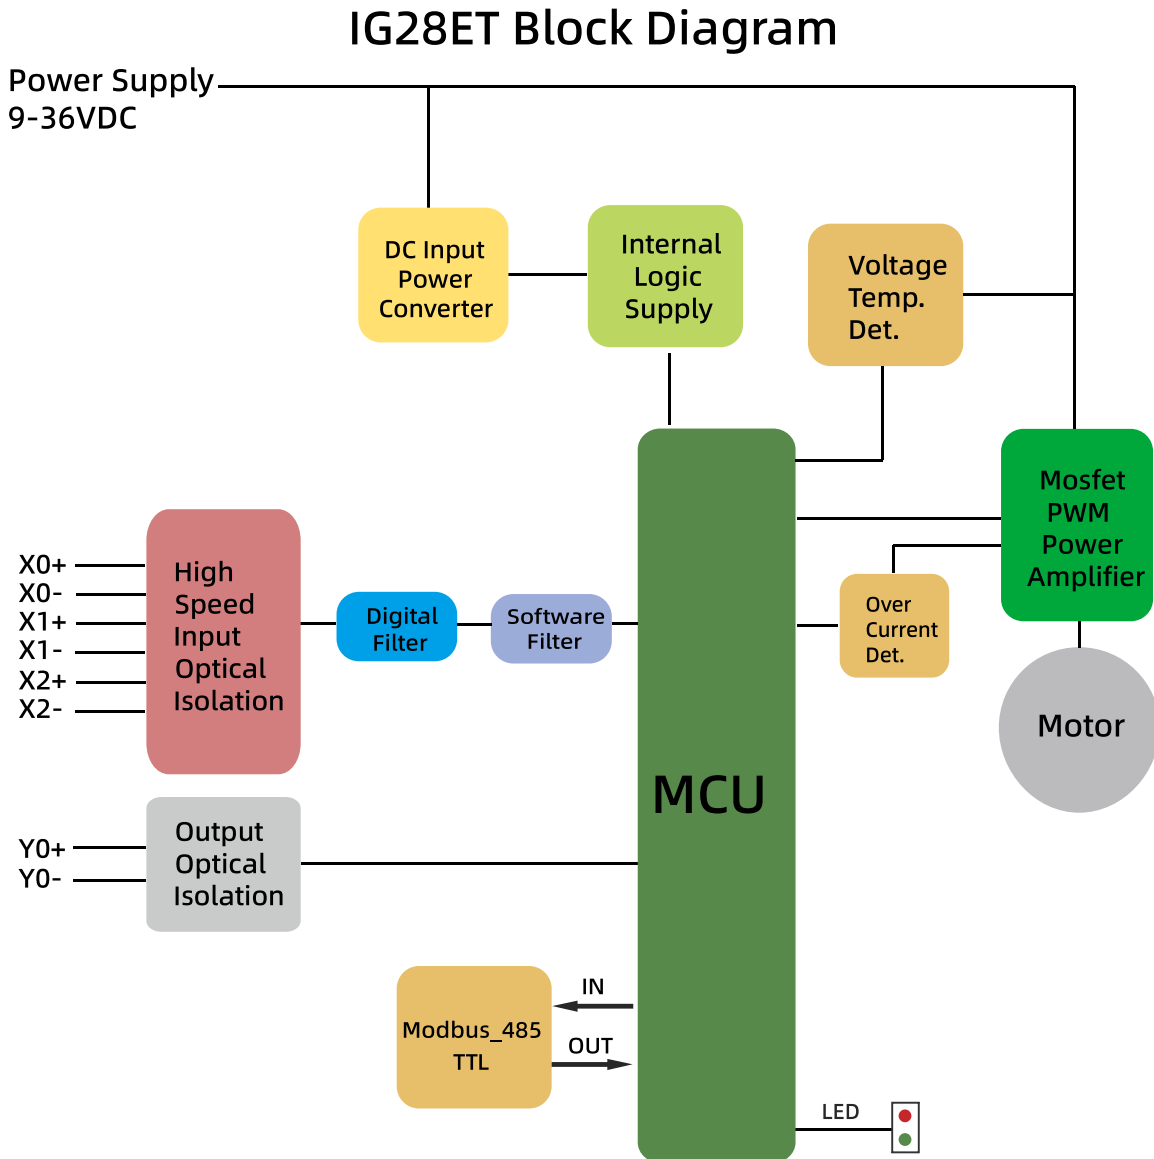 IG28ET Block Diagram
Power Supply
9-36VDC
DC Input
Power
Converter
Internal
Logic
Supply
Voltage
Temp.
Det.
Mosfet
PWM
Power
Amplifier
X0+
X0-
X1+
X1-
X2+
X2-
High
Speed
Input
Optical
Isolation
Digital
Filter
Software
Filter
Over
Current
Det.
Motor
MCU
Y0+
Y0-
Output
Optical
Isolation
IN
Modbus_485
TTL
OUT
LED